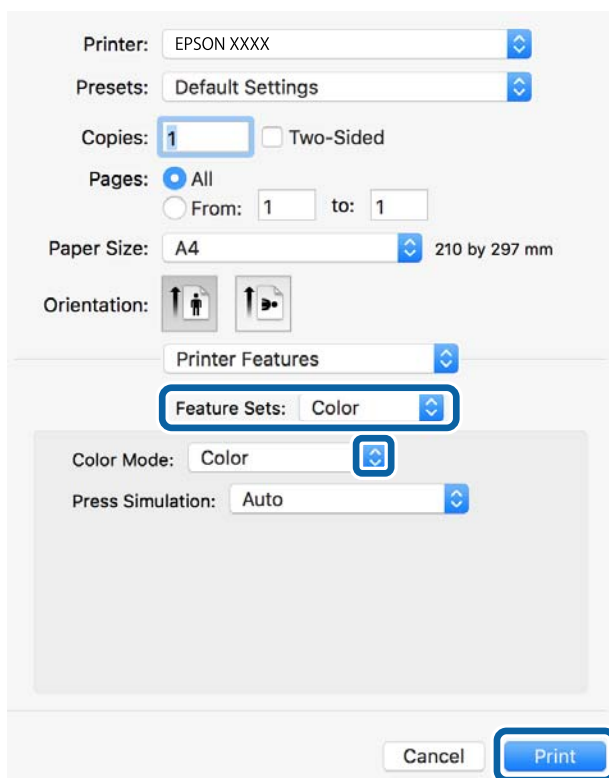 Printer: EPSON XXXX
Presets: Default Settings
Copies: 1 Two-Sided
Pages: All
From: 1 to: 1
Paper Size: A4 210 by 297 mm
Orientation:
Printer Features
Feature Sets: Color
Color Mode: Color
Press Simulation: Auto
Cancel Print